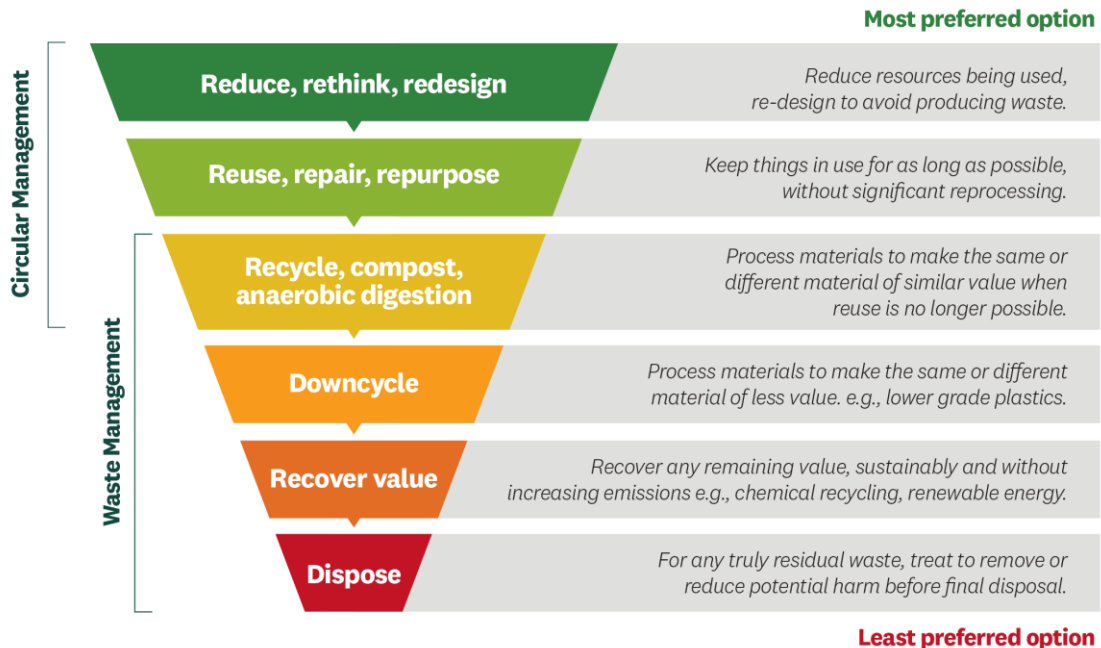 Most preferred option
Circular Management
Waste Management
Reduce, rethink, redesign
Reduce resources being used,
re-design to avoid producing waste.
Reuse, repair, repurpose
Keep things in use for as long as possible,
without significant reprocessing.
Recycle, compost,
anaerobic digestion
Process materials to make the same or
different material of similar value when
reuse is no longer possible.
Downcycle
Process materials to make the same or different
material of less value. e.g., lower grade plastics.
Recover value
Recover any remaining value, sustainably and without
increasing emissions e.g., chemical recycling, renewable energy.
Dispose
For any truly residual waste, treat to remove or
reduce potential harm before final disposal.
Least preferred option